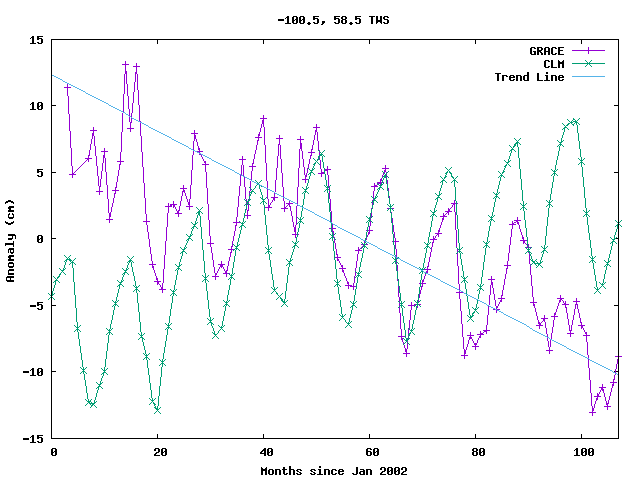 -100.5, 58.5 TWS
GRACE
CLM
Trend Line
15
10
5
0
-5
-10
-15
Anomaly (cm)
0 20 40 60 80 100
Months since Jan 2002